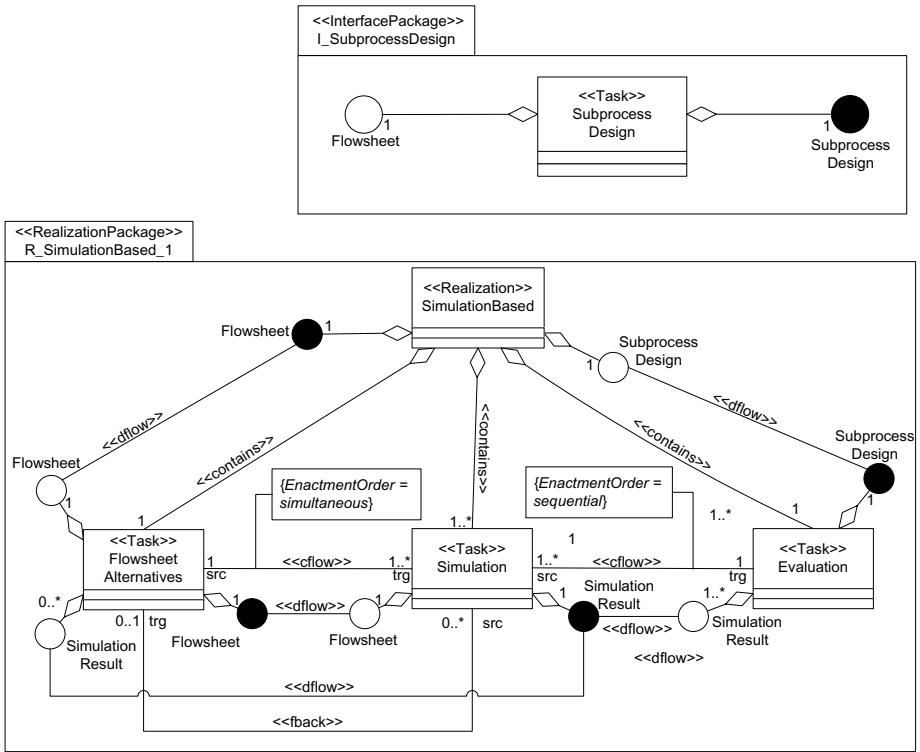 <<InterfacePackage>>
I_SubprocessDesign
<<Task>>
Subprocess
Design
1
Flowsheet
1
Subprocess
Design
<<RealizationPackage>>
R_SimulationBased_1
<<Realization>>
SimulationBased
Flowsheet
1
Subprocess
Design
1
<<dflow>>
<<dflow>>
<<contains>>
<<contains>>
<<contains>>
Flowsheet
1
Subprocess
Design
1
{EnactmentOrder =
simultaneous}
{EnactmentOrder =
sequential}
1
1..*
1
1..*
1
<<Task>>
Flowsheet
Alternatives
1
src
<<cflow>>
1..*
trg
<<Task>>
Simulation
1..*
src
<<cflow>>
1
trg
<<Task>>
Evaluation
0..*
1
<<dflow>>
1
1
Simulation
Result
1..*
0..1
trg
Flowsheet
Flowsheet
0..*
src
<<dflow>>
Simulation
Result
Simulation
Result
<<dflow>>
<<dflow>>
<<fback>>